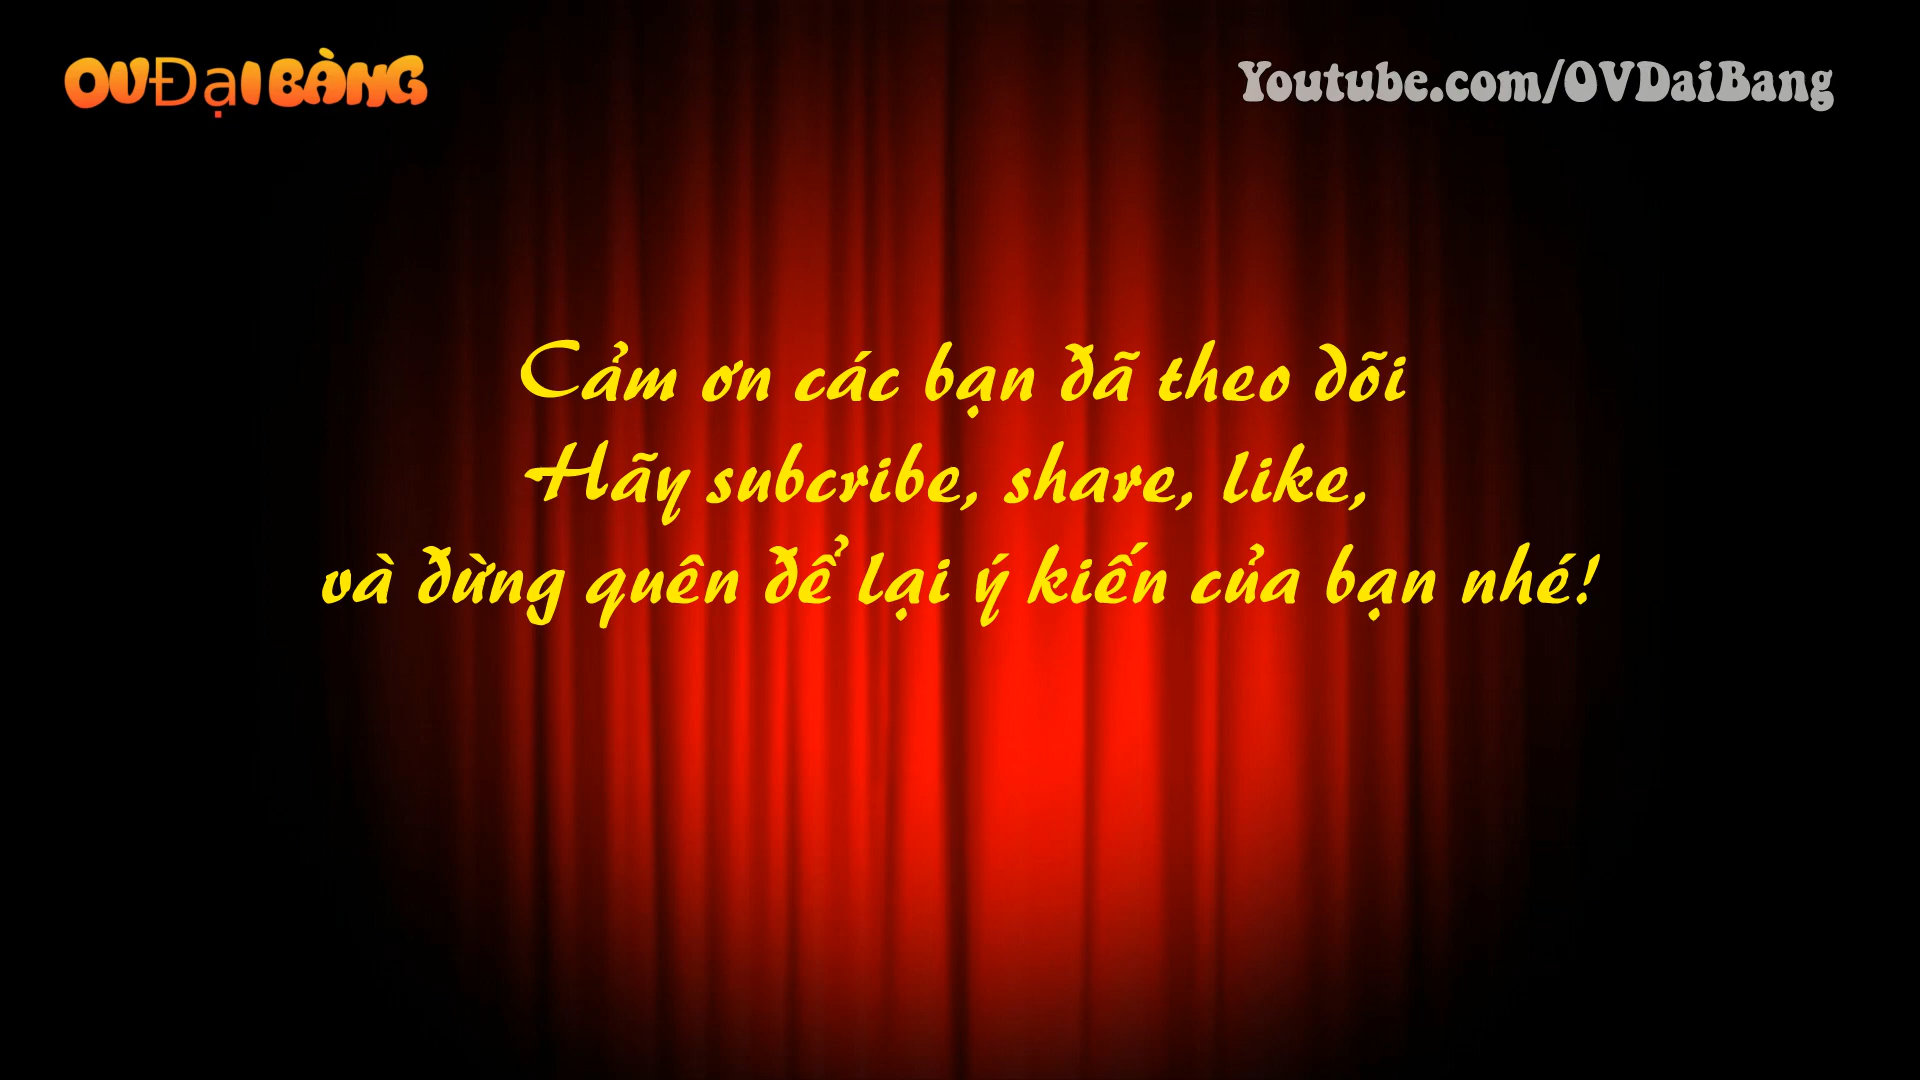 OVĐạI BÀNG
Youtube.com/OVDaiBang
Cảm ơn các bạn đã theo dõi
Hãy subcribe, share, like,
và đừng quên để lại ý kiến của bạn nhé!